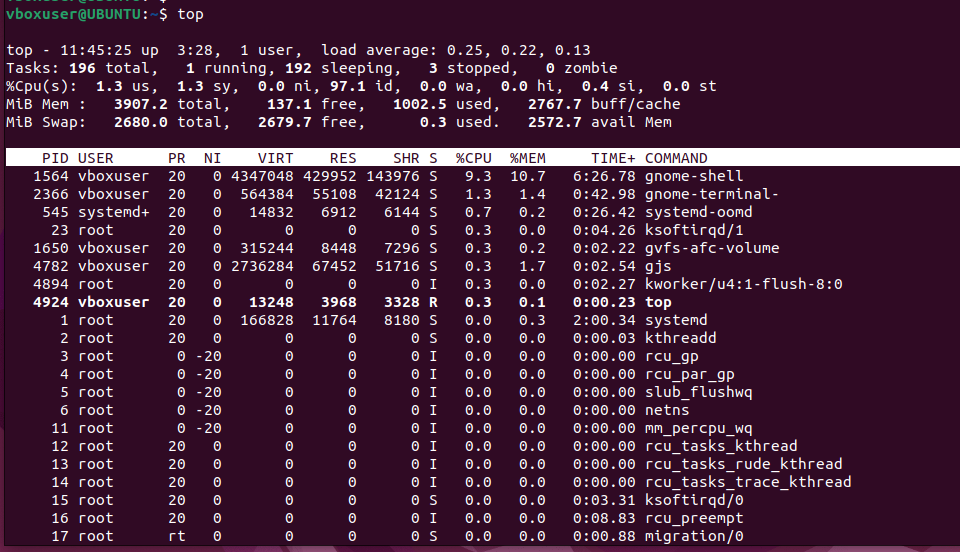 vboxuser@UBUNTU:~$ top
top - 11:45:25 up  3:28,  1 user,  load average: 0.25, 0.22, 0.13
Tasks: 196 total,   1 running, 192 sleeping,   3 stopped,   0 zombie
%Cpu(s):  1.3 us,  1.3 sy,  0.0 ni, 97.1 id,  0.0 wa,  0.0 hi,  0.4 si,  0.0 st
MiB Mem :   3907.2 total,    137.1 free,   1002.5 used,   2767.7 buff/cache
MiB Swap:   2680.0 total,   2679.7 free,      0.3 used.   2572.7 avail Mem
    PID USER      PR  NI    VIRT    RES    SHR S  %CPU  %MEM     TIME+ COMMAND
   1564 vboxuser  20   0 4347048 429952 143976 S   9.3  10.7   6:26.78 gnome-shell
   2366 vboxuser  20   0  564384  55108  42124 S   1.3   1.4   0:42.98 gnome-terminal-
    545 systemd+  20   0   14832   6912   6144 S   0.7   0.2   0:26.42 systemd-oomd
     23 root      20   0       0      0      0 S   0.3   0.0   0:04.26 ksoftirqd/1
   1650 vboxuser  20   0  315244   8448   7296 S   0.3   0.2   0:02.22 gvfs-afc-volume
   4782 vboxuser  20   0 2736284  67452  51716 S   0.3   1.7   0:02.54 gjs
   4894 root      20   0       0      0      0 I   0.3   0.0   0:02.27 kworker/u4:1-flush-8:0
   4924 vboxuser  20   0   13248   3968   3328 R   0.3   0.1   0:00.23 top
      1 root      20   0  166828  11764   8180 S   0.0   0.3   2:00.34 systemd
      2 root      20   0       0      0      0 S   0.0   0.0   0:00.03 kthreadd
      3 root       0 -20       0      0      0 I   0.0   0.0   0:00.00 rcu_gp
      4 root       0 -20       0      0      0 I   0.0   0.0   0:00.00 rcu_par_gp
      5 root       0 -20       0      0      0 I   0.0   0.0   0:00.00 slub_flushwq
      6 root       0 -20       0      0      0 I   0.0   0.0   0:00.00 netns
     11 root       0 -20       0      0      0 I   0.0   0.0   0:00.00 mm_percpu_wq
     12 root      20   0       0      0      0 I   0.0   0.0   0:00.00 rcu_tasks_kthread
     13 root      20   0       0      0      0 I   0.0   0.0   0:00.00 rcu_tasks_rude_kthread
     14 root      20   0       0      0      0 I   0.0   0.0   0:00.00 rcu_tasks_trace_kthread
     15 root      20   0       0      0      0 S   0.0   0.0   0:03.31 ksoftirqd/0
     16 root      20   0       0      0      0 I   0.0   0.0   0:08.83 rcu_preempt
     17 root      rt   0       0      0      0 S   0.0   0.0   0:00.88 migration/0